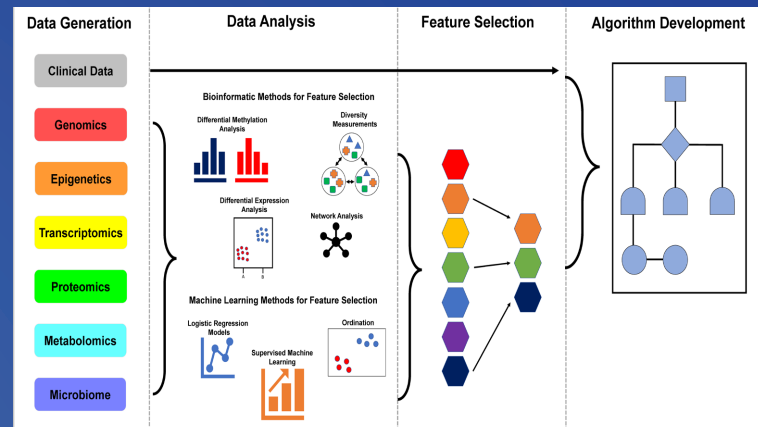 Data Generation
Data Analysis
Feature Selection
Algorithm Development
Clinical Data
Genomics
Epigenetics
Transcriptomics
Proteomics
Metabolomics
Microbiome
Bioinformatic Methods for Feature Selection
Differential Methylation
Analysis
Diversity
Measurements
Differential Expression
Analysis
A B
Network Analysis
Machine Learning Methods for Feature Selection
Logistic Regression
Models
Supervised Machine
Learning
Ordination